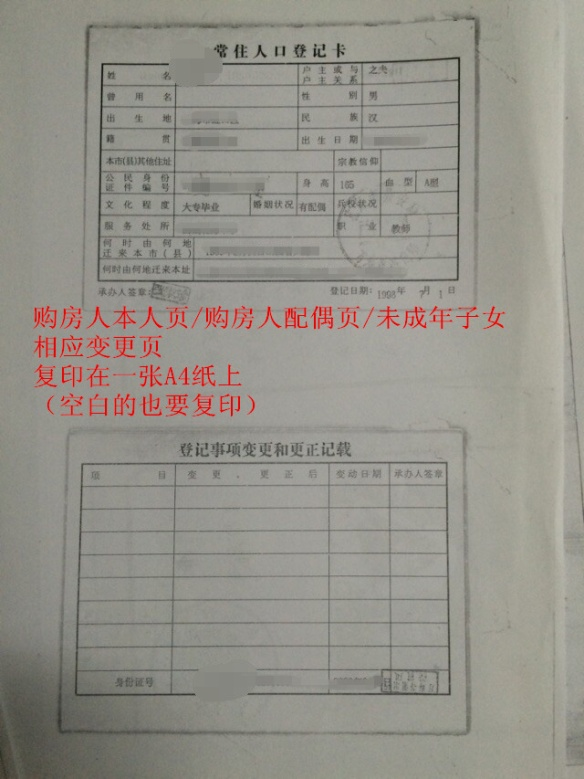 常住人口登记卡
姓 名
户主或与
户主关系
之夫
曾用名
性别 男
出生地
民族 汉
籍贯
出生日期
本市(县)其他住址
宗教信仰
公民身份
证件编号
身高 165
血型 A型
文化程度 大专毕业
婚姻状况 有配偶
兵役状况
服务处所
职业 教师
何时由何地
迁来本市(县)
何时由何地迁来本址
承办人签章:
登记日期:1998年7月1日
购房人本人页/购房人配偶页/未成年子女
相应变更页
复印在一张A4纸上
(空白的也要复印)
登记事项变更和更正记载
项目 变更、更正后 变动日期 承办人签章
身份证号